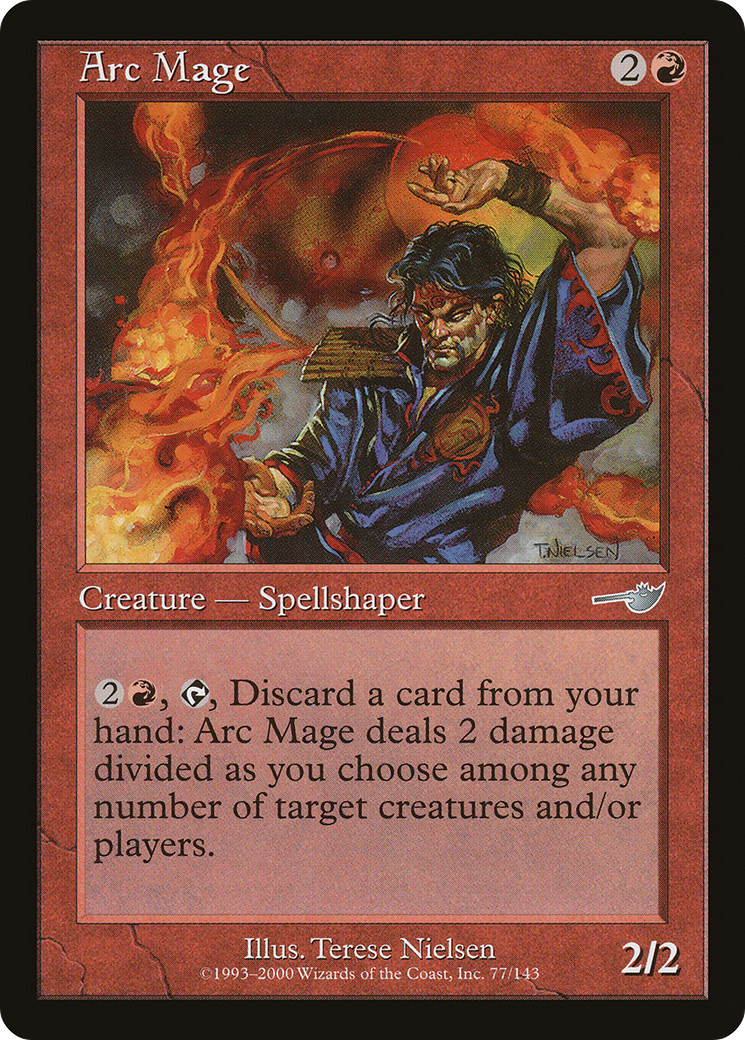 Arc Mage 2
T. NIELSEN
Creature — Spellshaper
2, , Discard a card from your
hand: Arc Mage deals 2 damage
divided as you choose among any
number of target creatures and/or
players.
Illus. Terese Nielsen
©1993–2000 Wizards of the Coast, Inc. 77/143
2/2